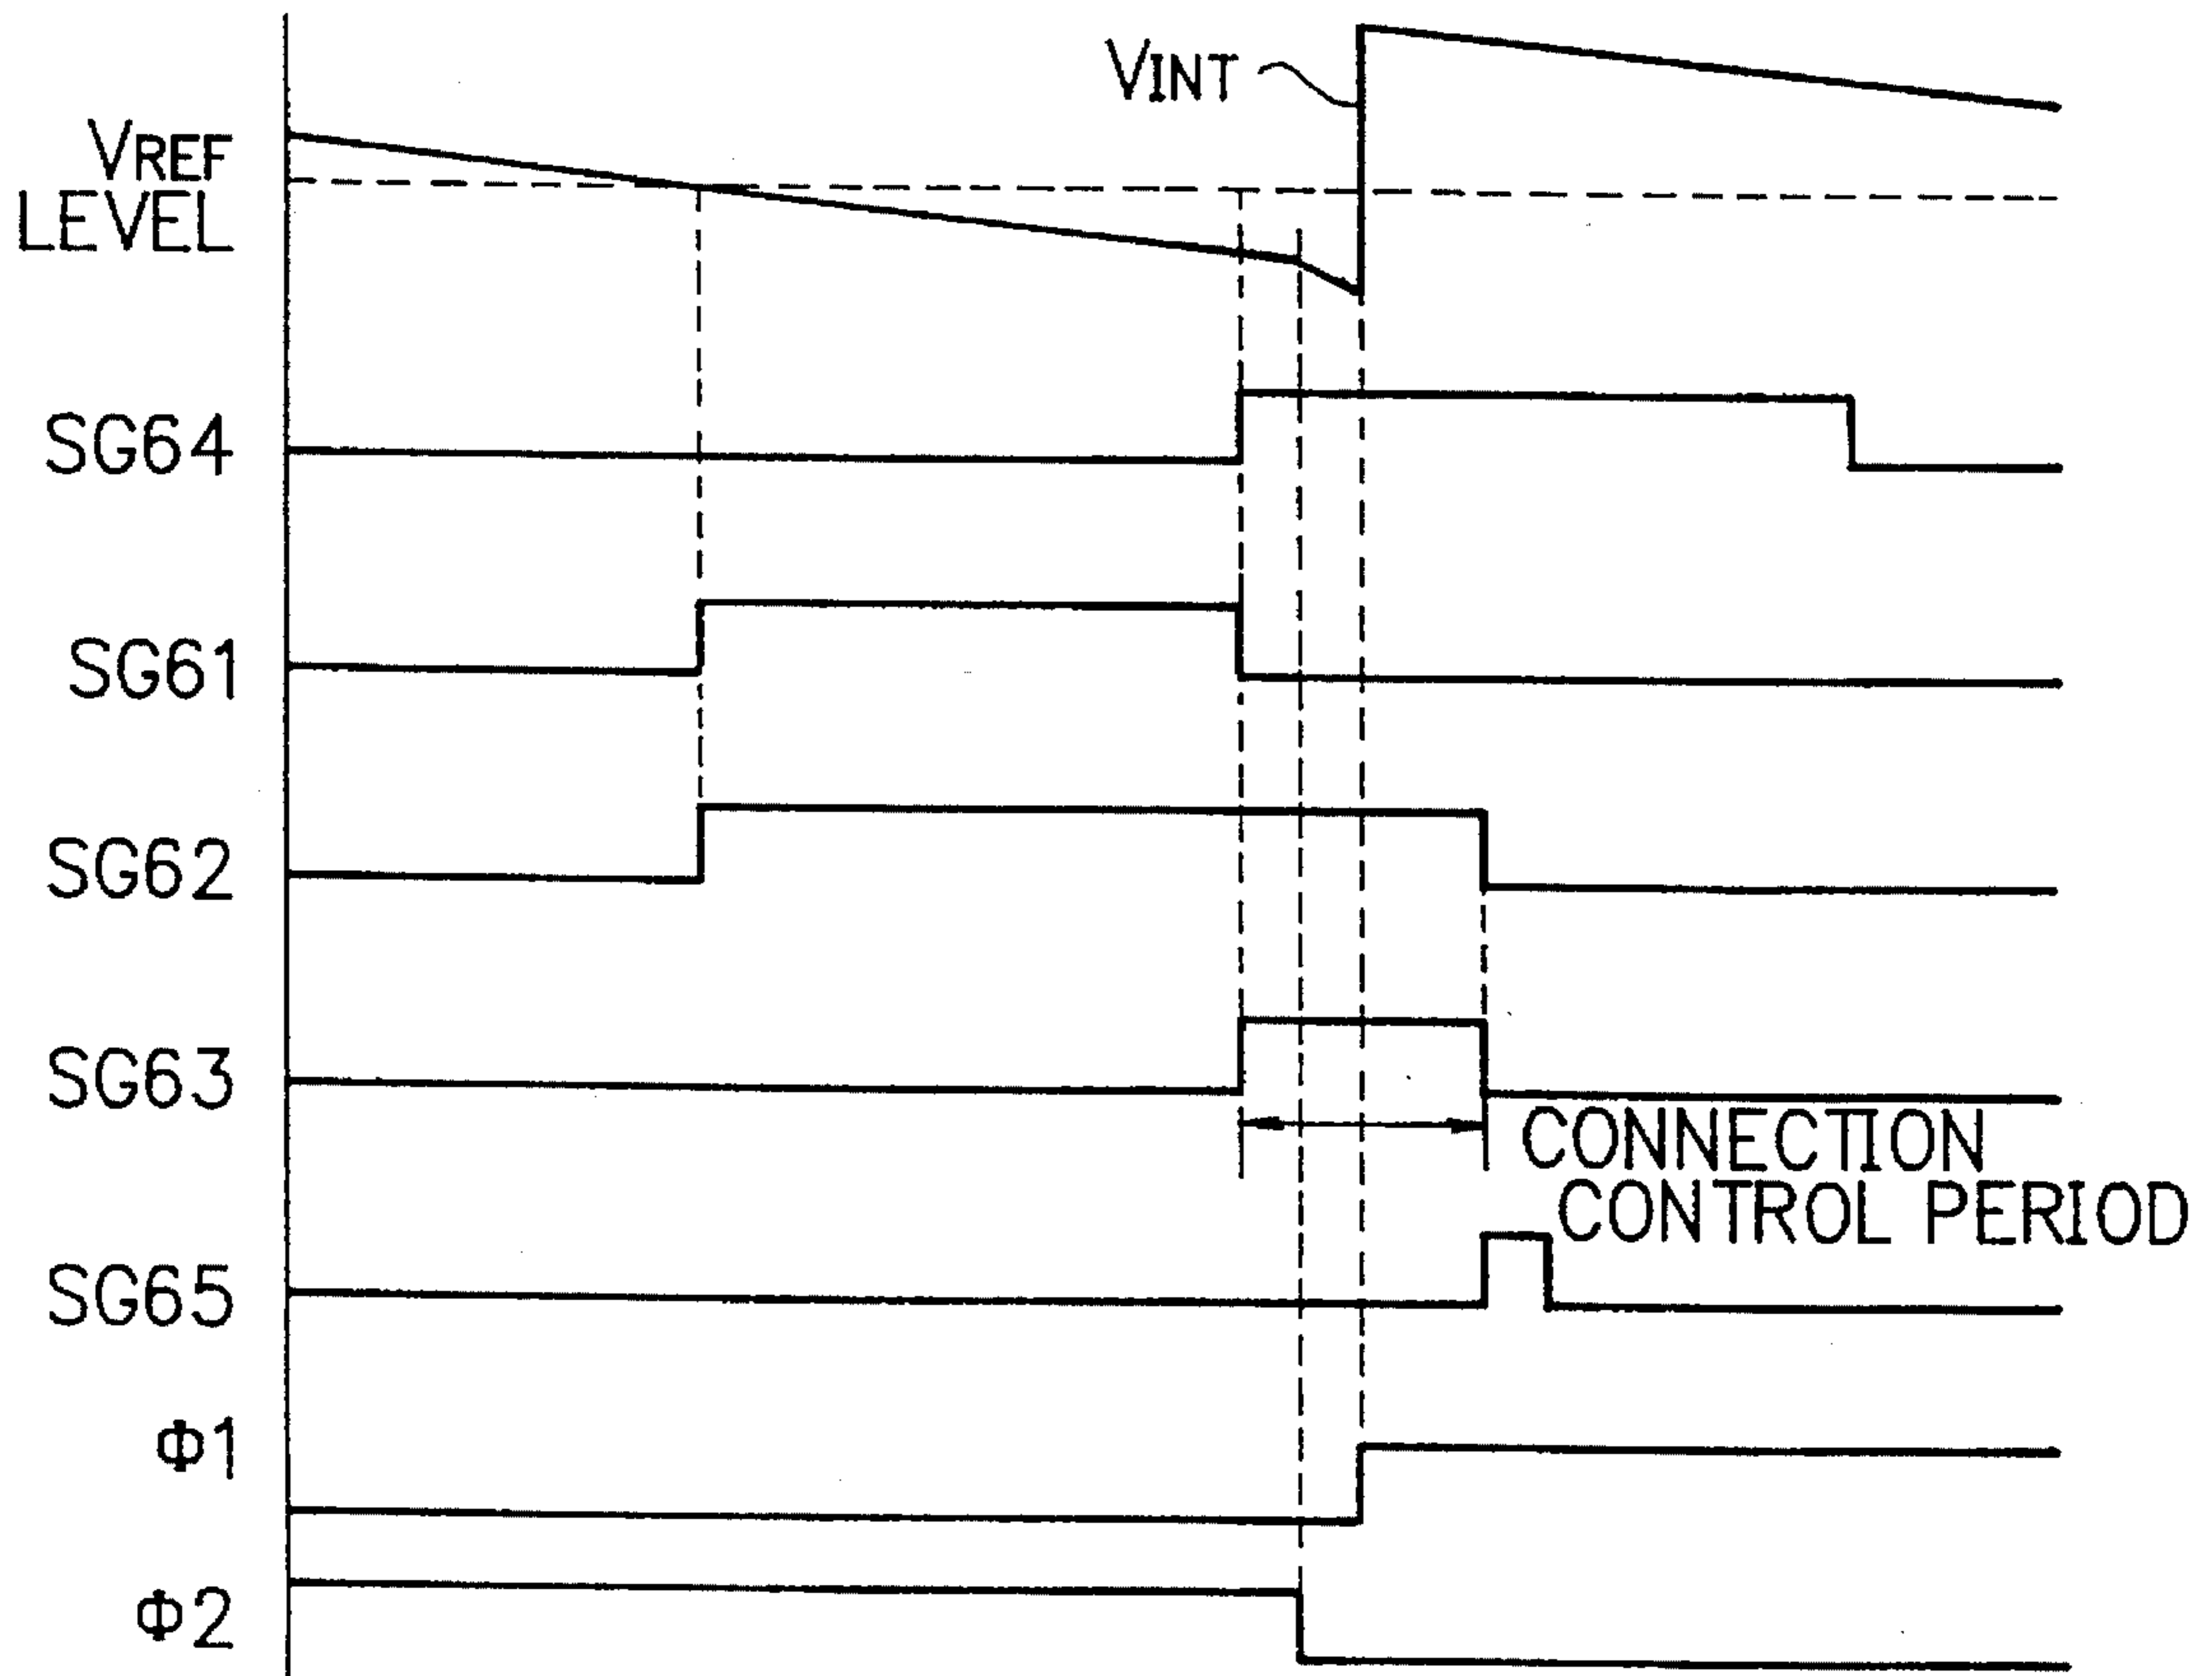 VINT
VREF
LEVEL
SG64
SG61
SG62
SG63
CONNECTION
CONTROL PERIOD
SG65
Φ1
Φ2